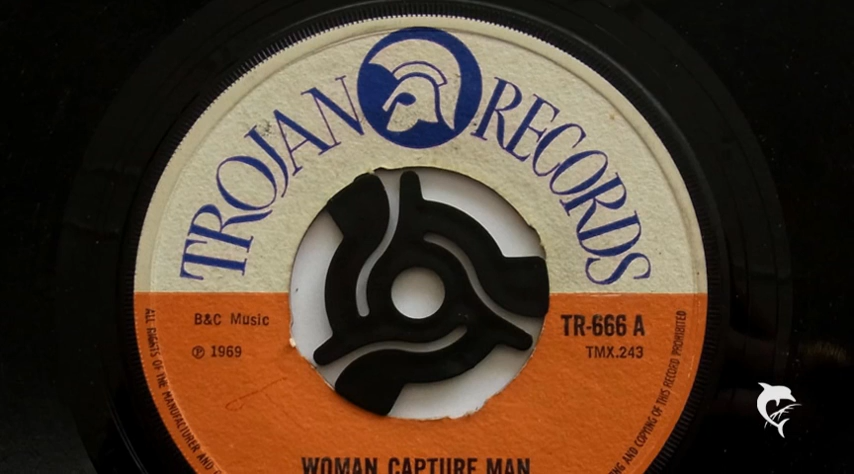 TROJAN RECORDS
B&C Music
℗ 1969
TR-666 A
TMX.243
ALL RIGHTS OF THE MANUFACTURER AND
AND COPYING OF THIS RECORD PROHIBITED
WOMAN CAPTURE MAN